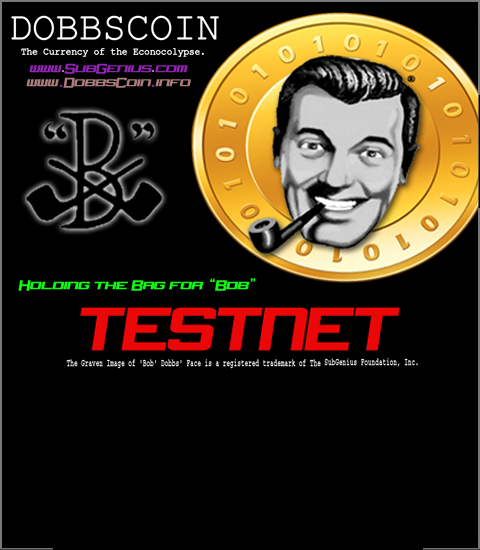 DOBBSCOIN
The Currency of the Econocolypse.
www.SubGenius.com
www.DobbsCoin.info
“B”
®
Holding the Bag for “Bob”
TESTNET
The Graven Image of 'Bob' Dobbs' Face is a registered trademark of The SubGenius Foundation, Inc.